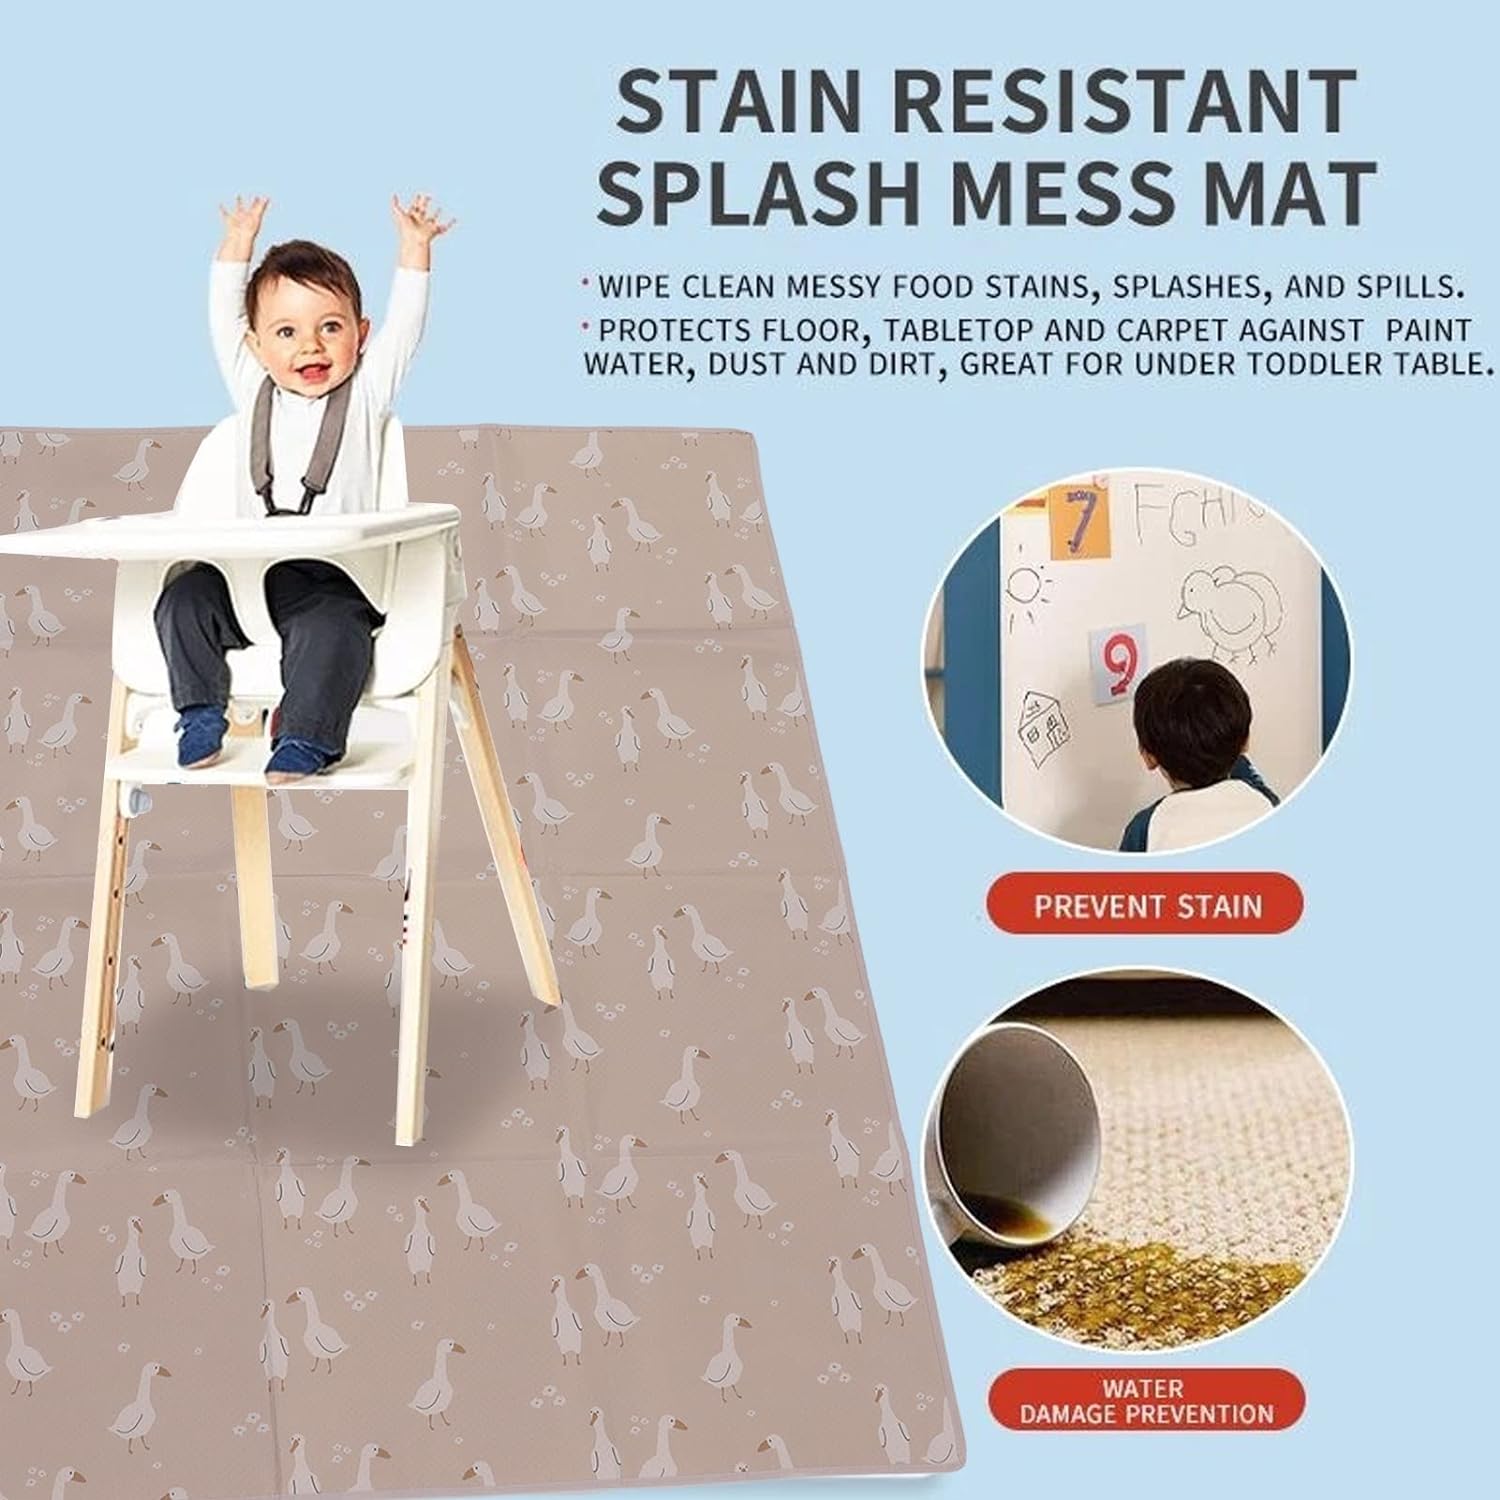 STAIN RESISTANT
SPLASH MESS MAT
· WIPE CLEAN MESSY FOOD STAINS, SPLASHES, AND SPILLS.
· PROTECTS FLOOR, TABLETOP AND CARPET AGAINST PAINT
WATER, DUST AND DIRT, GREAT FOR UNDER TODDLER TABLE.
7
FGHI
9
PREVENT STAIN
WATER
DAMAGE PREVENTION